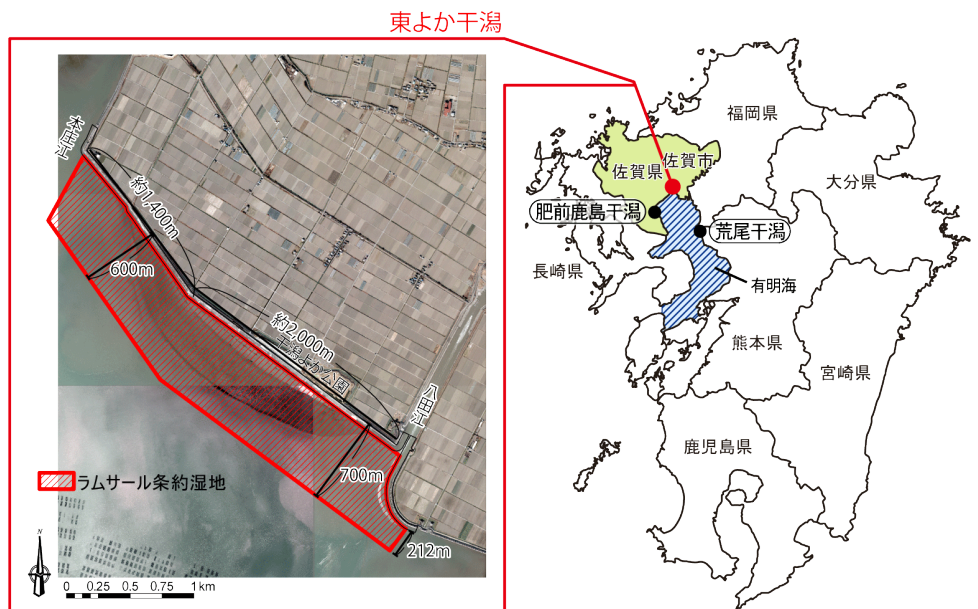 東よか干潟
本庄江
約1,400m
600m
約2,000m
干潟よか公園
八田江
700m
212m
ラムサール条約湿地
N
0 0.25 0.5 0.75 1km
福岡県
佐賀市
佐賀県
大分県
肥前鹿島干潟
荒尾干潟
長崎県
有明海
熊本県
宮崎県
鹿児島県